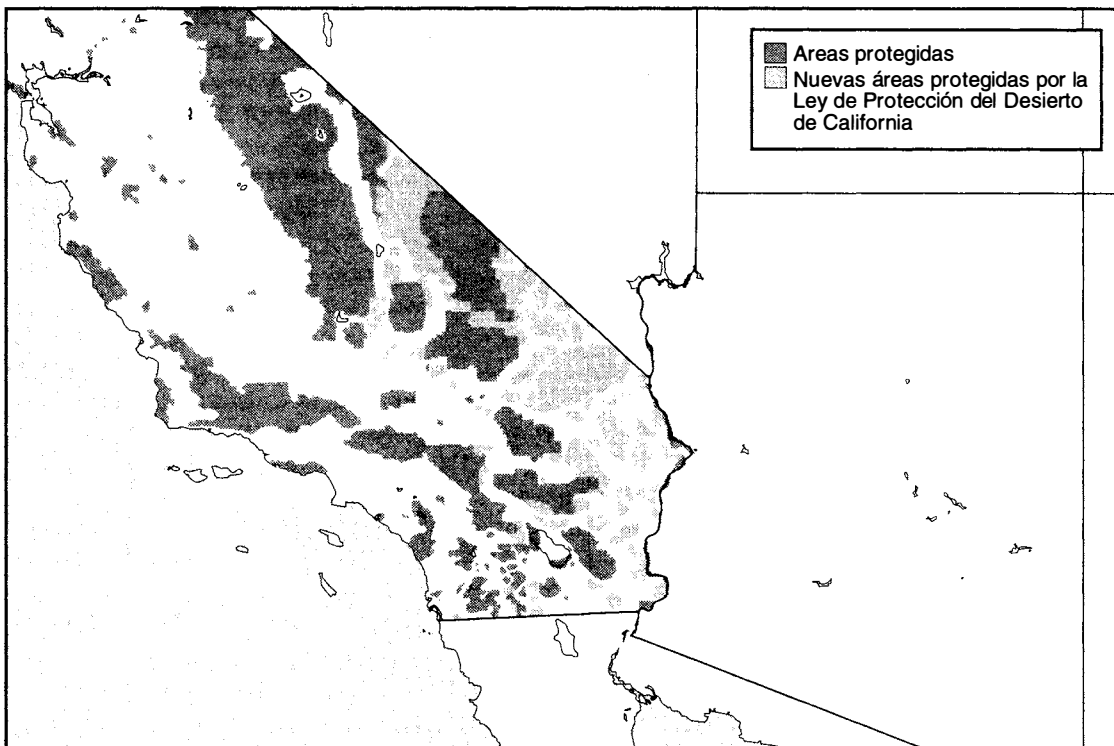 Areas protegidas
Nuevas áreas protegidas por la
Ley de Protección del Desierto
de California